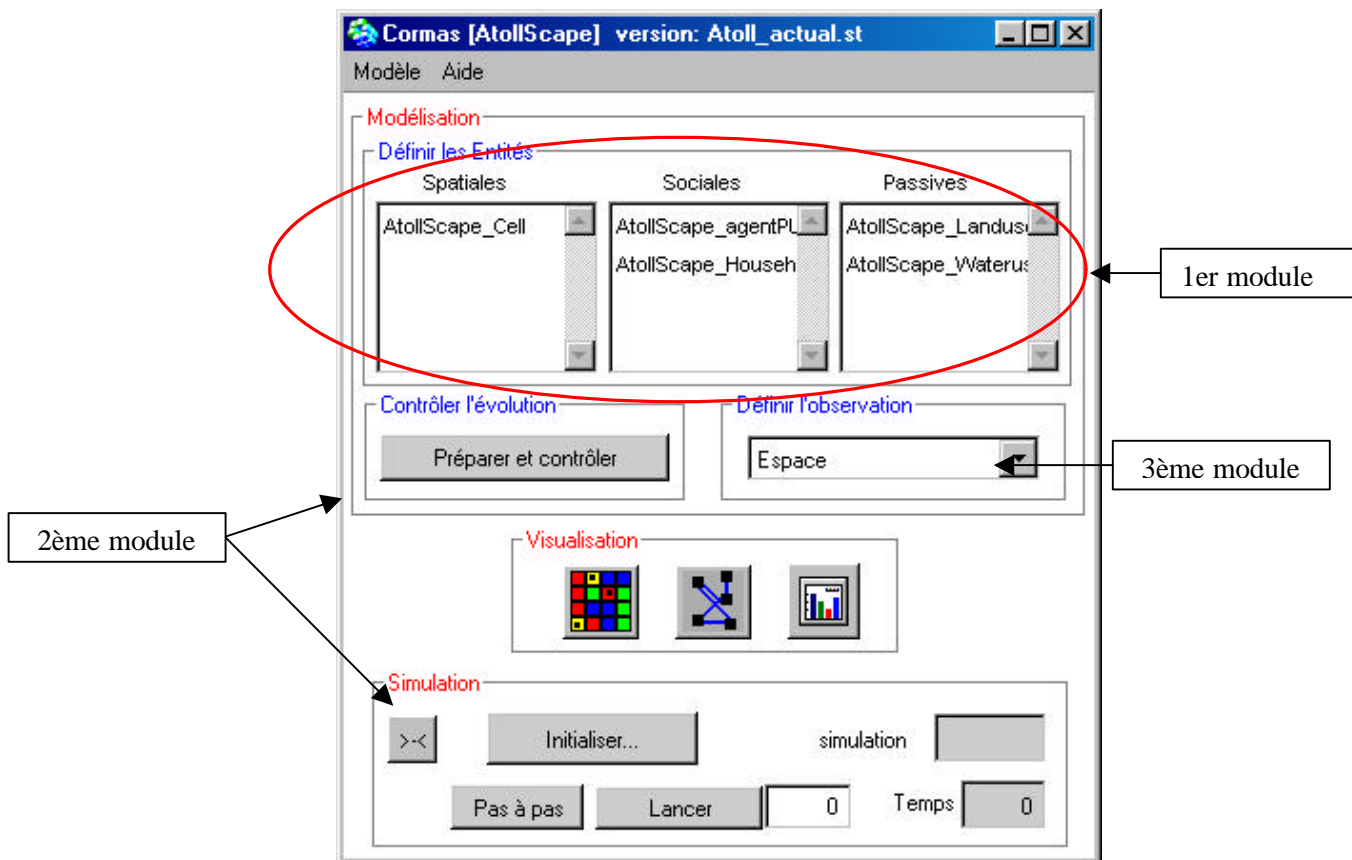 Cormas [AtollScape] version: Atoll_actual.st
Modèle Aide
Modélisation
Définir les Entités
Spatiales Sociales Passives
AtollScape_Cell AtollScape_agentPU AtollScape_Landuse
AtollScape_Househ AtollScape_Waterus
1er module
Contrôler l'évolution Définir l'observation
Préparer et contrôler Espace
3ème module
2ème module
Visualisation
Simulation
>-< Initialiser... simulation
Pas à pas Lancer 0 Temps 0